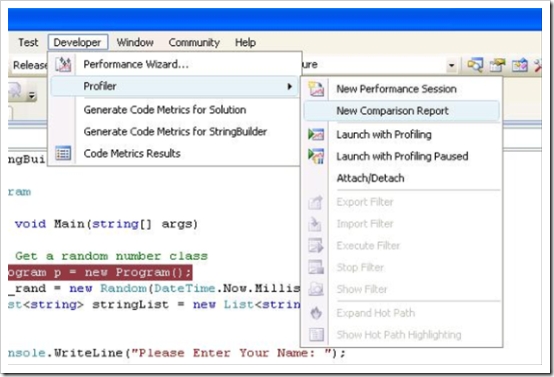 Test Developer Window Community Help
Release
ure
Performance Wizard...
Profiler
Generate Code Metrics for Solution
Generate Code Metrics for StringBuilder
Code Metrics Results
New Performance Session
New Comparison Report
Launch with Profiling
Launch with Profiling Paused
Attach/Detach
Export Filter
Import Filter
Execute Filter
Stop Filter
Show Filter
Expand Hot Path
Show Hot Path Highlighting
ngBui
ram
void Main(string[] args)
Get a random number class
ogram p = new Program();
_rand = new Random(DateTime.Now.Millis
st<string> stringList = new List<strin
nsole.WriteLine("Please Enter Your Name: ");